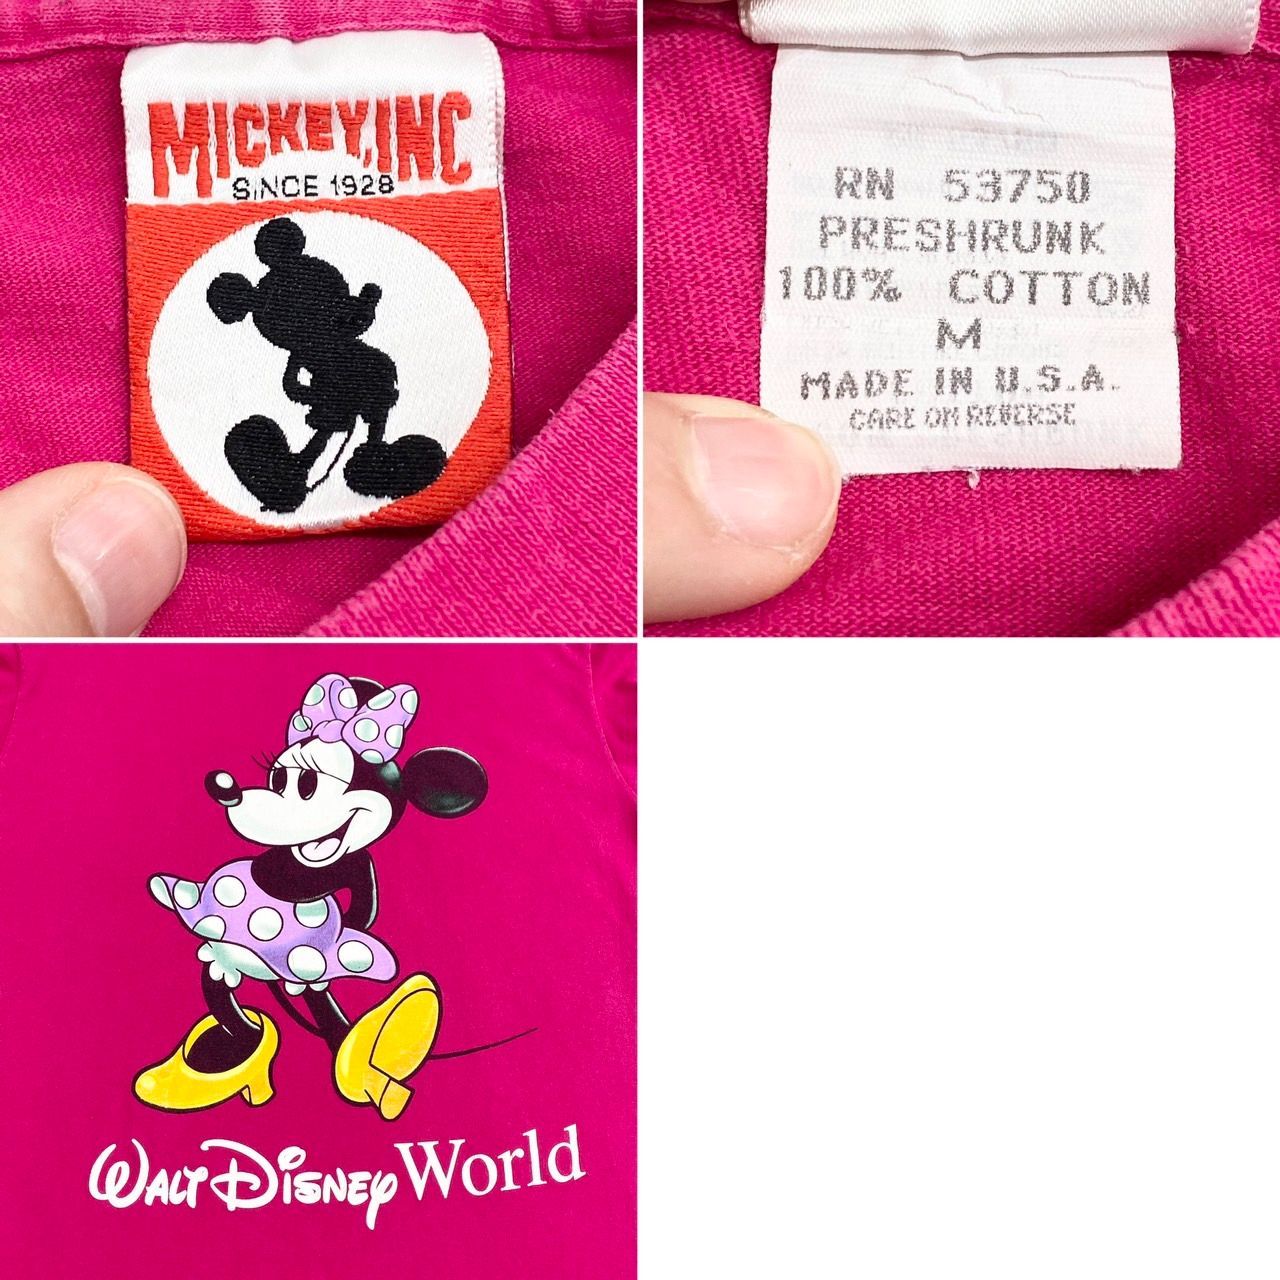 MICKEY, INC
SINCE 1928
RN 53750
PRESHRUNK
100% COTTON
M
MADE IN U.S.A.
CARE ON REVERSE
WALT DISNEY World